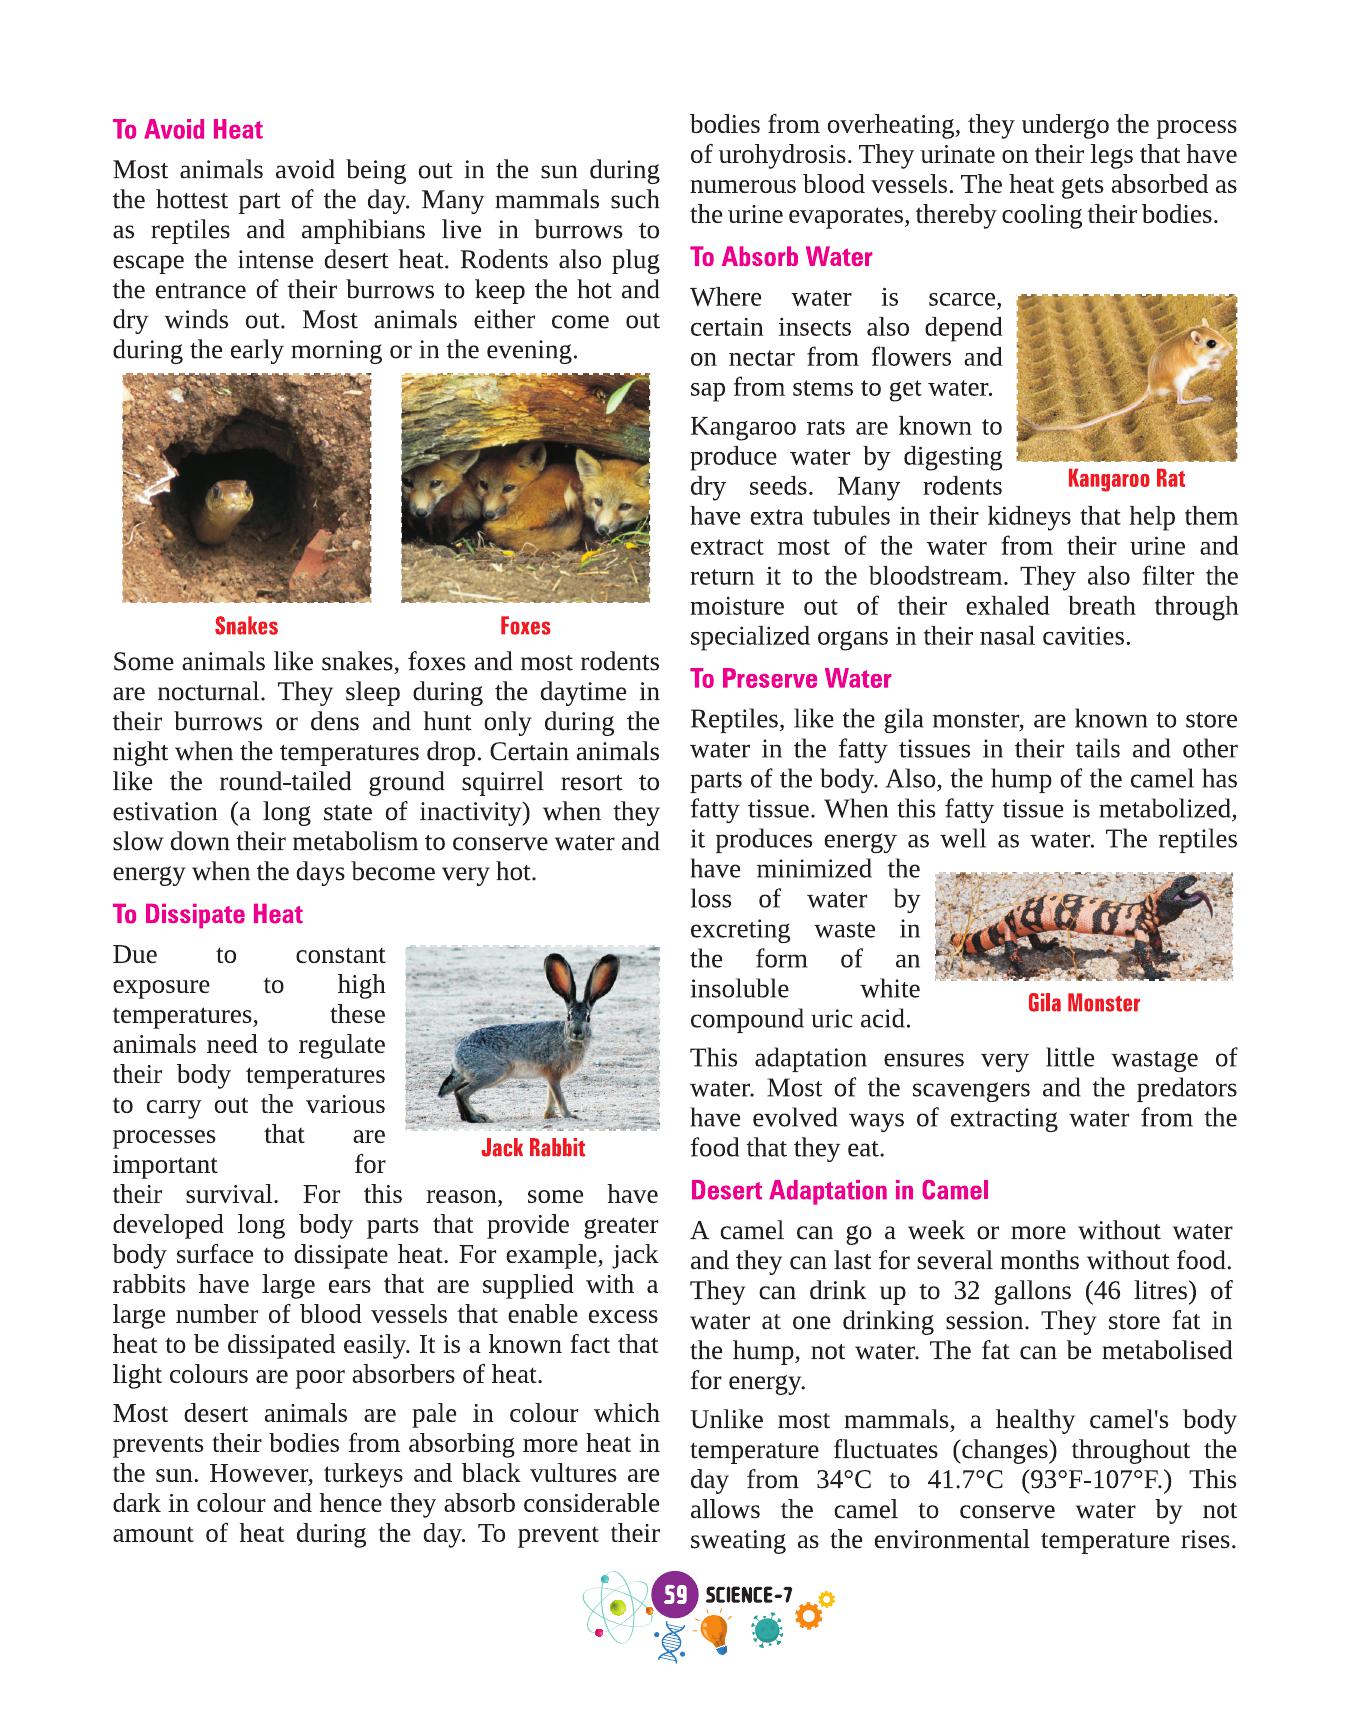 To Avoid Heat
Most animals avoid being out in the sun during
the hottest part of the day. Many mammals such
as reptiles and amphibians live in burrows to
escape the intense desert heat. Rodents also plug
the entrance of their burrows to keep the hot and
dry winds out. Most animals either come out
during the early morning or in the evening.
Snakes
Foxes
Some animals like snakes, foxes and most rodents
are nocturnal. They sleep during the daytime in
their burrows or dens and hunt only during the
night when the temperatures drop. Certain animals
like the round-tailed ground squirrel resort to
estivation (a long state of inactivity) when they
slow down their metabolism to conserve water and
energy when the days become very hot.
To Dissipate Heat
Due to constant
exposure to high
temperatures, these
animals need to regulate
their body temperatures
to carry out the various
processes that are
important for
Jack Rabbit
their survival. For this reason, some have
developed long body parts that provide greater
body surface to dissipate heat. For example, jack
rabbits have large ears that are supplied with a
large number of blood vessels that enable excess
heat to be dissipated easily. It is a known fact that
light colours are poor absorbers of heat.
Most desert animals are pale in colour which
prevents their bodies from absorbing more heat in
the sun. However, turkeys and black vultures are
dark in colour and hence they absorb considerable
amount of heat during the day. To prevent their
bodies from overheating, they undergo the process
of urohydrosis. They urinate on their legs that have
numerous blood vessels. The heat gets absorbed as
the urine evaporates, thereby cooling their bodies.
To Absorb Water
Where water is scarce,
certain insects also depend
on nectar from flowers and
sap from stems to get water.
Kangaroo rats are known to
produce water by digesting
dry seeds. Many rodents
Kangaroo Rat
have extra tubules in their kidneys that help them
extract most of the water from their urine and
return it to the bloodstream. They also filter the
moisture out of their exhaled breath through
specialized organs in their nasal cavities.
To Preserve Water
Reptiles, like the gila monster, are known to store
water in the fatty tissues in their tails and other
parts of the body. Also, the hump of the camel has
fatty tissue. When this fatty tissue is metabolized,
it produces energy as well as water. The reptiles
have minimized the
loss of water by
excreting waste in
the form of an
insoluble white
compound uric acid.
Gila Monster
This adaptation ensures very little wastage of
water. Most of the scavengers and the predators
have evolved ways of extracting water from the
food that they eat.
Desert Adaptation in Camel
A camel can go a week or more without water
and they can last for several months without food.
They can drink up to 32 gallons (46 litres) of
water at one drinking session. They store fat in
the hump, not water. The fat can be metabolised
for energy.
Unlike most mammals, a healthy camel's body
temperature fluctuates (changes) throughout the
day from 34°C to 41.7°C (93°F-107°F.) This
allows the camel to conserve water by not
sweating as the environmental temperature rises.
59 SCIENCE-7